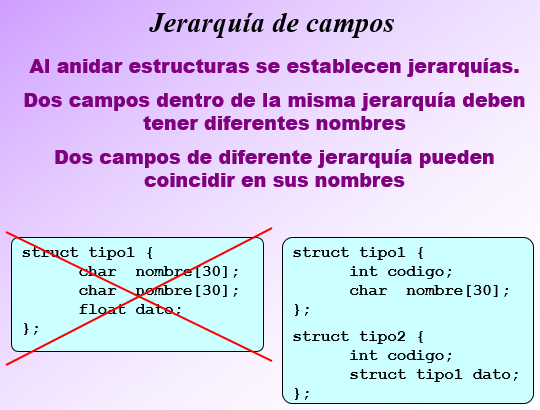 Jerarquía de campos
Al anidar estructuras se establecen jerarquías.
Dos campos dentro de la misma jerarquía deben
tener diferentes nombres
Dos campos de diferente jerarquía pueden
coincidir en sus nombres
struct tipo1 {
char nombre[30];
char nombre[30];
float dato;
};
struct tipo1 {
int codigo;
char nombre[30];
};
struct tipo2 {
int codigo;
struct tipo1 dato;
};